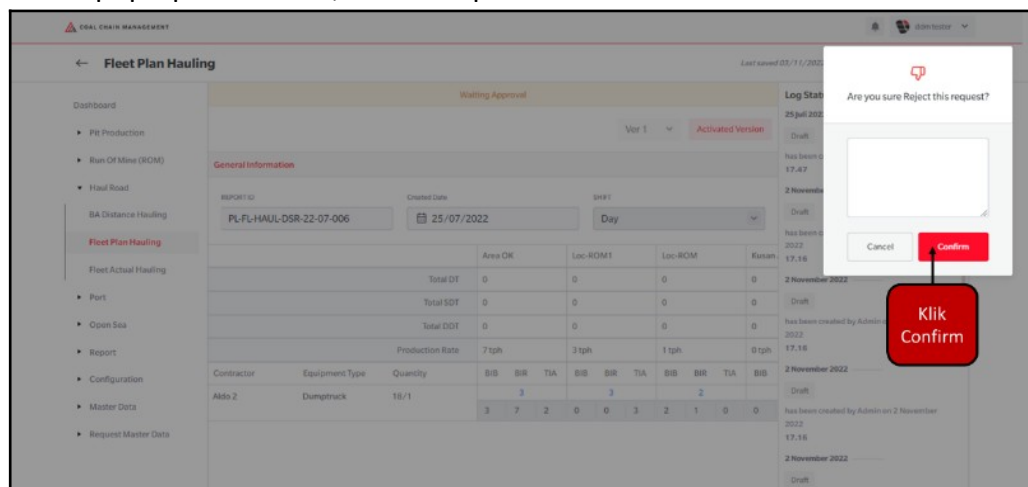 COAL CHAIN MANAGEMENT
didin tester
← Fleet Plan Hauling
Last saved 03/11/202
Waiting Approval
Ver 1
Activated Version
Dashboard
Pit Production
Run Of Mine (ROM)
Haul Road
BA Distance Hauling
Fleet Plan Hauling
Fleet Actual Hauling
Port
Open Sea
Report
Configuration
Master Data
Request Master Data
General Information
REPORT ID
Created Date
SHIFT
PL-FL-HAUL-DSR-22-07-006
25/07/2022
Day
Area OK Loc-ROM1 Loc-ROM Kusan
Total DT 0 0 0 0
Total SDT 0 0 0 0
Total DDT 0 0 0 0
Production Rate 7 tph 3 tph 1 tph 0 tph
Contractor Equipment Type Quantity BIB BIR TIA BIB BIR TIA BIB BIR TIA BIB
Aldo 2 Dumptruck 18/1 3 3 2
3 7 2 0 0 3 2 1 0 0
Log Stat
25 Juli 202
Draft
has been c
17.47
2 Novembe
Draft
has been c
2022
17.16
2 November 2022
Draft
has been created by Admin o
2022
17.16
2 November 2022
Draft
has been created by Admin on 2 November
2022
17.16
2 November 2022
Draft
Are you sure Reject this request?
Cancel
Confirm
Klik
Confirm